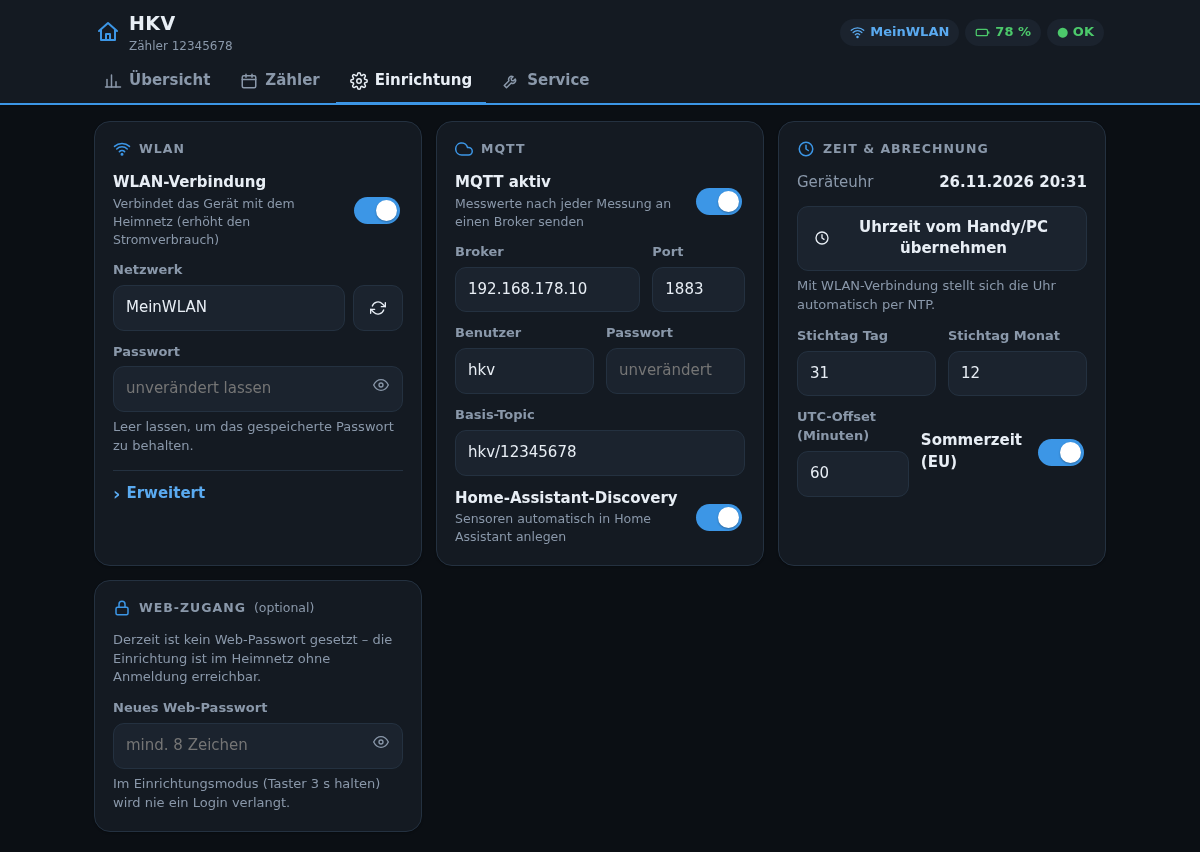 HKV
Zähler 12345678
MeinWLAN
78 %
OK
Übersicht
Zähler
Einrichtung
Service
WLAN
WLAN-Verbindung
Verbindet das Gerät mit dem
Heimnetz (erhöht den
Stromverbrauch)
Netzwerk
MeinWLAN
Passwort
unverändert lassen
Leer lassen, um das gespeicherte Passwort
zu behalten.
› Erweitert
MQTT
MQTT aktiv
Messwerte nach jeder Messung an
einen Broker senden
Broker
Port
192.168.178.10
1883
Benutzer
Passwort
hkv
unverändert
Basis-Topic
hkv/12345678
Home-Assistant-Discovery
Sensoren automatisch in Home
Assistant anlegen
ZEIT & ABRECHNUNG
Geräteuhr
26.11.2026 20:31
Uhrzeit vom Handy/PC
übernehmen
Mit WLAN-Verbindung stellt sich die Uhr
automatisch per NTP.
Stichtag Tag
Stichtag Monat
31
12
UTC-Offset
(Minuten)
60
Sommerzeit
(EU)
WEB-ZUGANG (optional)
Derzeit ist kein Web-Passwort gesetzt – die
Einrichtung ist im Heimnetz ohne
Anmeldung erreichbar.
Neues Web-Passwort
mind. 8 Zeichen
Im Einrichtungsmodus (Taster 3 s halten)
wird nie ein Login verlangt.